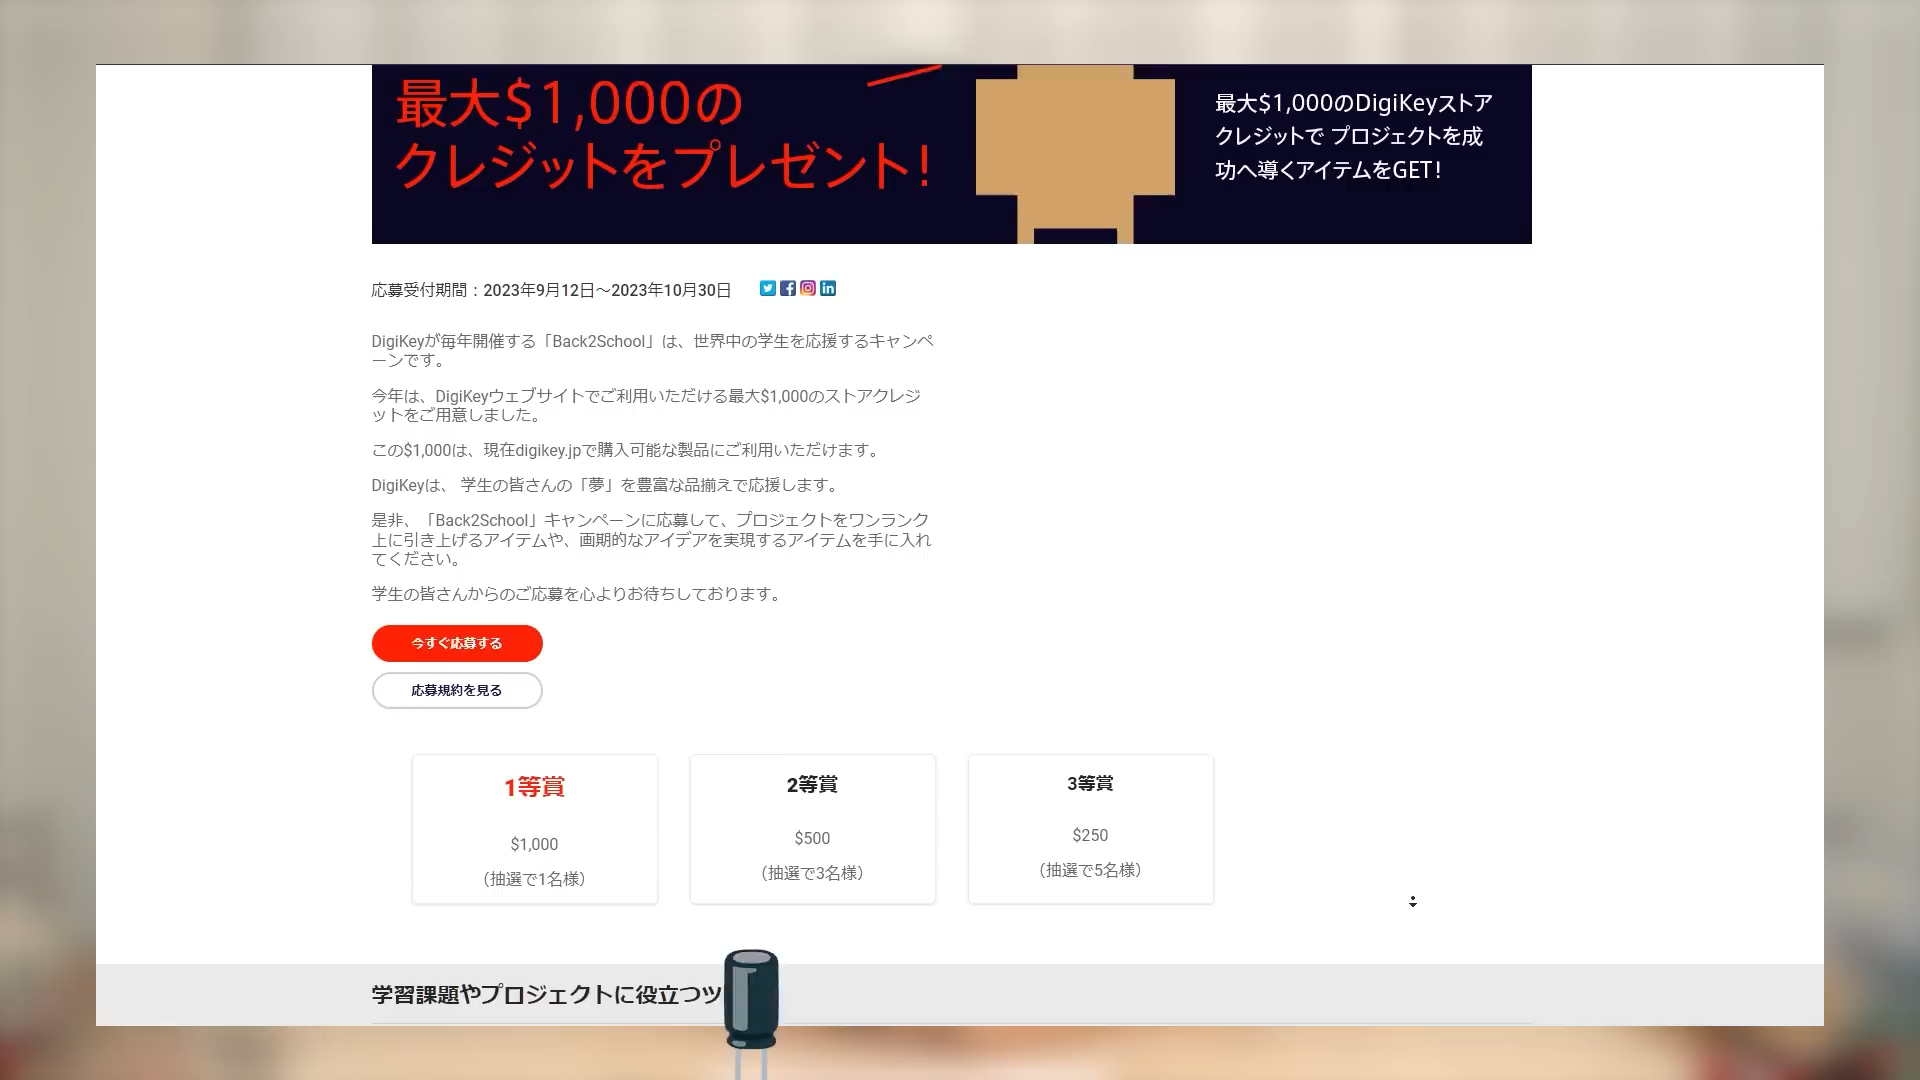 最大$1,000の
クレジットをプレゼント!
最大$1,000のDigiKeyストア
クレジットで プロジェクトを成
功へ導くアイテムをGET!
応募受付期間：2023年9月12日～2023年10月30日
DigiKeyが毎年開催する「Back2School」は、世界中の学生を応援するキャンペ
ーンです。
今年は、DigiKeyウェブサイトでご利用いただける最大$1,000のストアクレジ
ットをご用意しました。
この$1,000は、現在digikey.jpで購入可能な製品にご利用いただけます。
DigiKeyは、 学生の皆さんの「夢」を豊富な品揃えで応援します。
是非、「Back2School」キャンペーンに応募して、プロジェクトをワンランク
上に引き上げるアイテムや、画期的なアイデアを実現するアイテムを手に入れ
てください。
学生の皆さんからのご応募を心よりお待ちしております。
今すぐ応募する
応募規約を見る
1等賞
$1,000
（抽選で1名様）
2等賞
$500
（抽選で3名様）
3等賞
$250
（抽選で5名様）
学習課題やプロジェクトに役立つツ